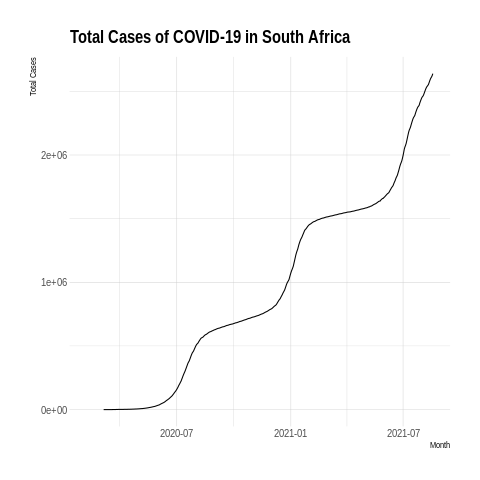 Total Cases of COVID-19 in South Africa
Total Cases
2e+06
1e+06
0e+00
2020-07
2021-01
2021-07
Month